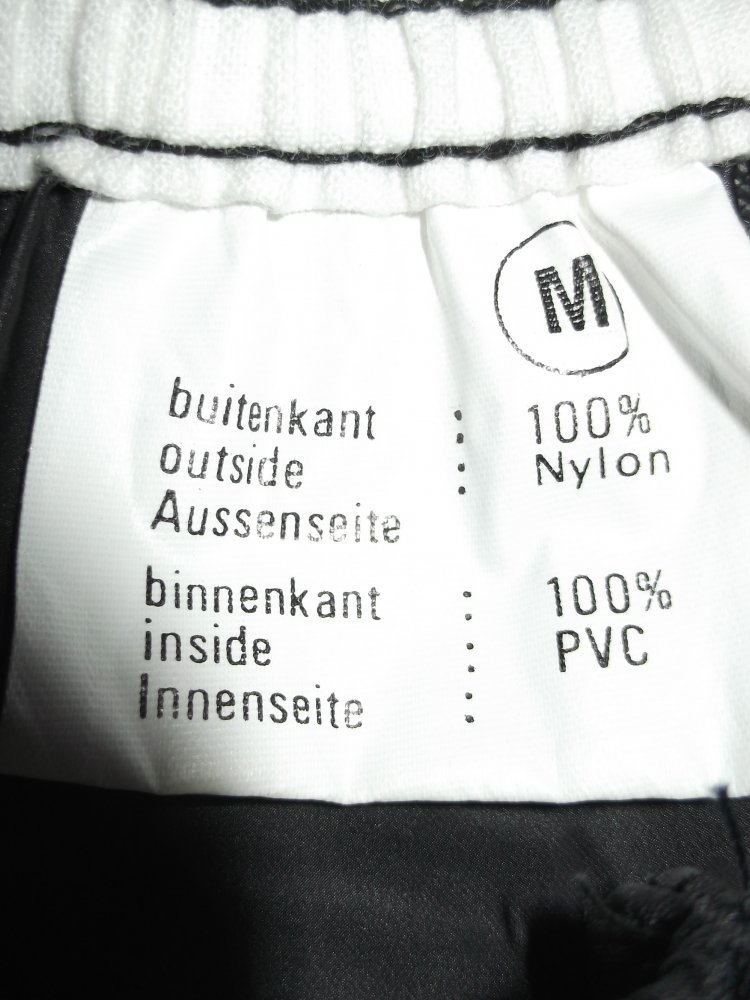 M
buitenkant : 100%
outside : Nylon
Aussenseite
binnenkant : 100%
inside : PVC
Innenseite :